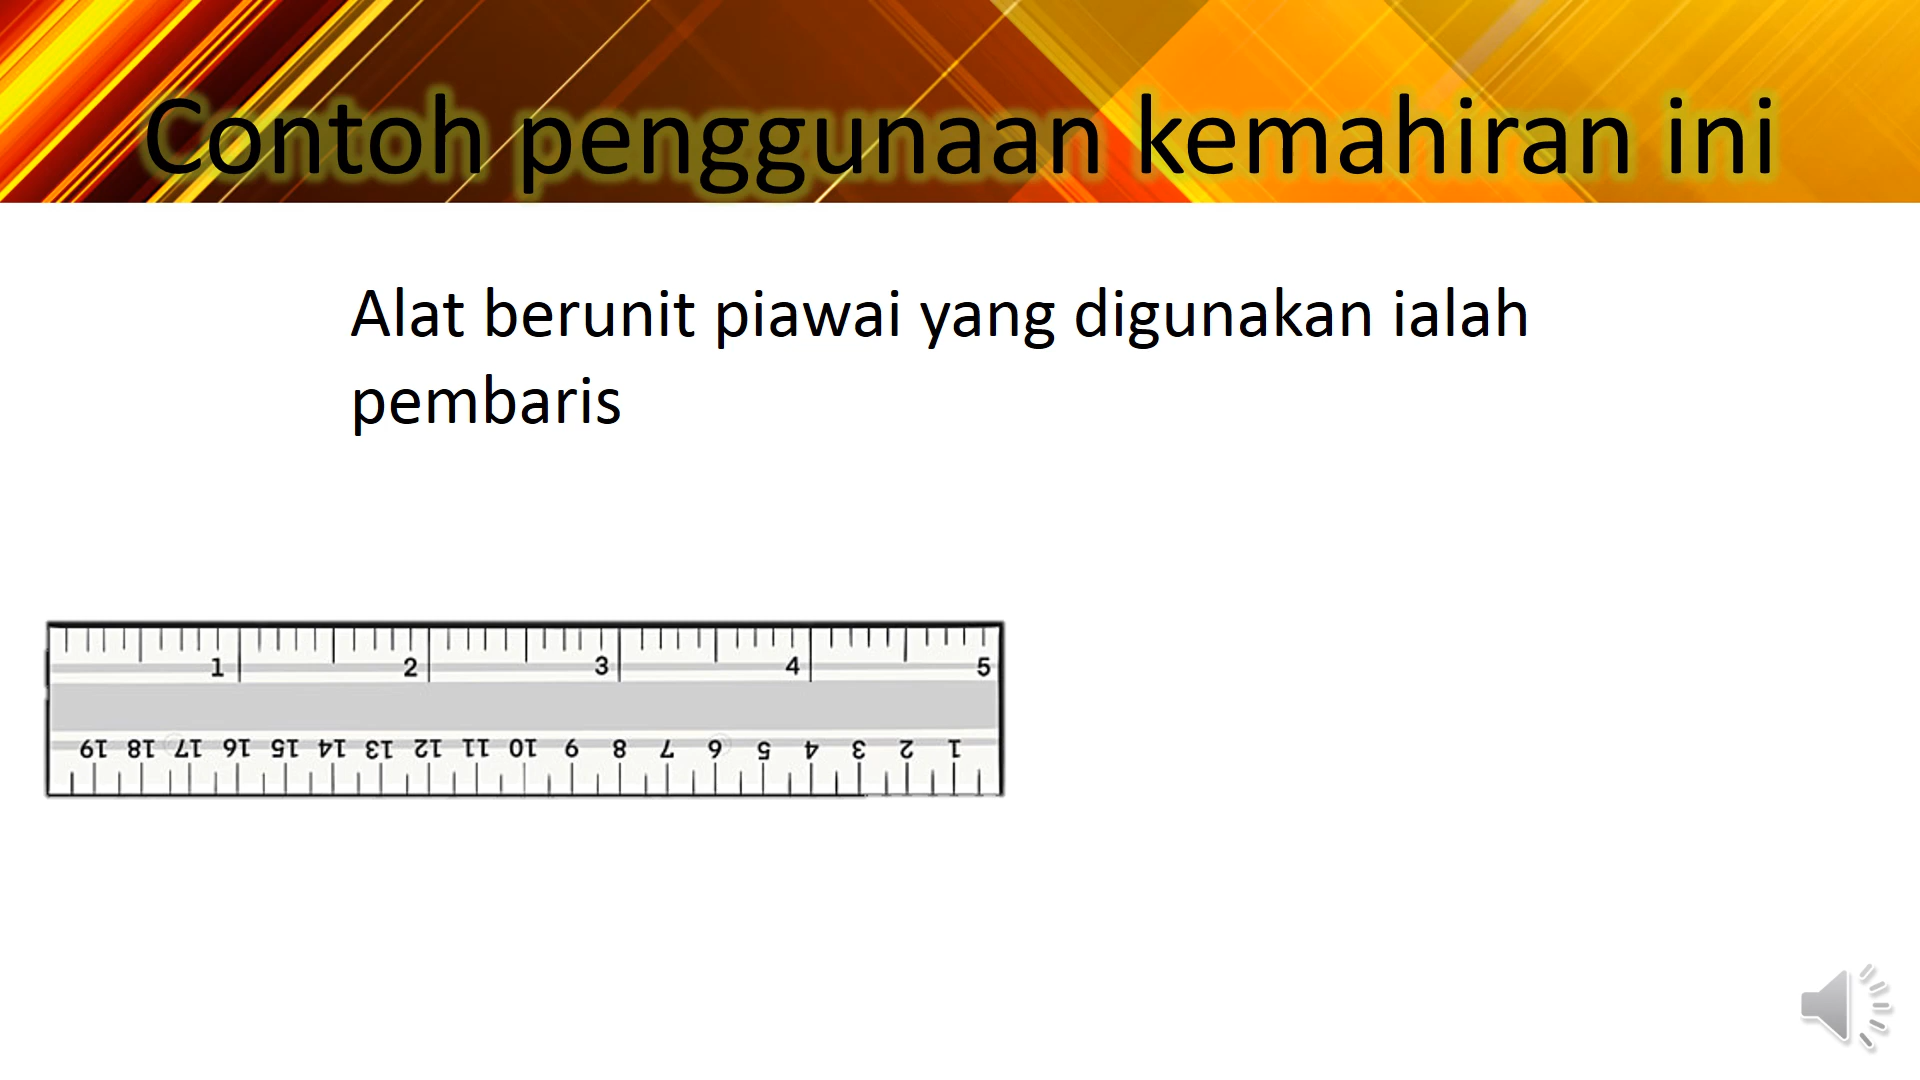 Contoh penggunaan kemahiran ini
Alat berunit piawai yang digunakan ialah
pembaris
1 2 3 4 5
19 18 17 16 15 14 13 12 11 10 9 8 7 6 5 4 3 2 1